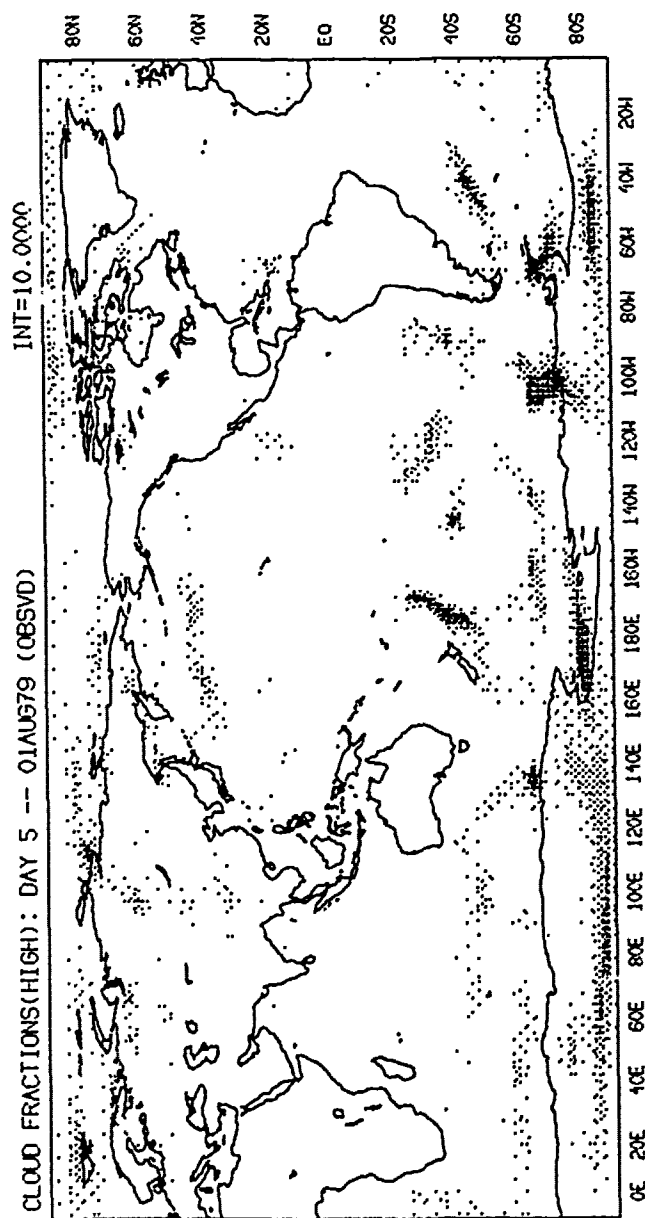 CLOUD FRACTIONS(HIGH): DAY 5 -- 01AUG79 (OBSVD) INT=10.0000
80N
60N
40N
20N
EQ
20S
40S
60S
80S
0E 20E 40E 60E 80E 100E 120E 140E 160E 180E 160W 140W 120W 100W 80W 60W 40W 20W